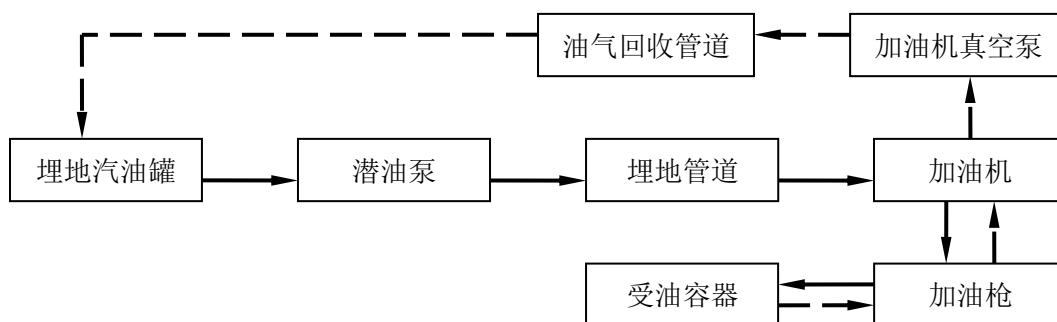 油气回收管道
加油机真空泵
埋地汽油罐
潜油泵
埋地管道
加油机
受油容器
加油枪